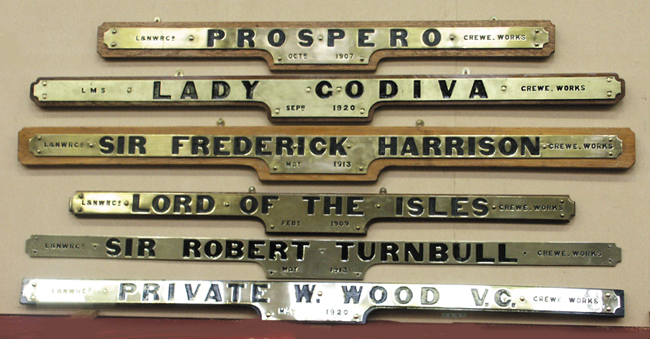 L&NWRCº PROSPERO CREWE. WORKS
OCTR 1907
LMS LADY GODIVA CREWE. WORKS
SEPR 1920
L&NWRCº SIR FREDERICK HARRISON CREWE. WORKS
MAY 1913
L&NWRCº LORD OF THE ISLES CREWE. WORKS
1909
L&NWRCº SIR ROBERT TURNBULL. CREWE. WORKS
MAY 1913
L&NWRCº PRIVATE W. WOOD V.C. CREWE WORKS
MAY 1920